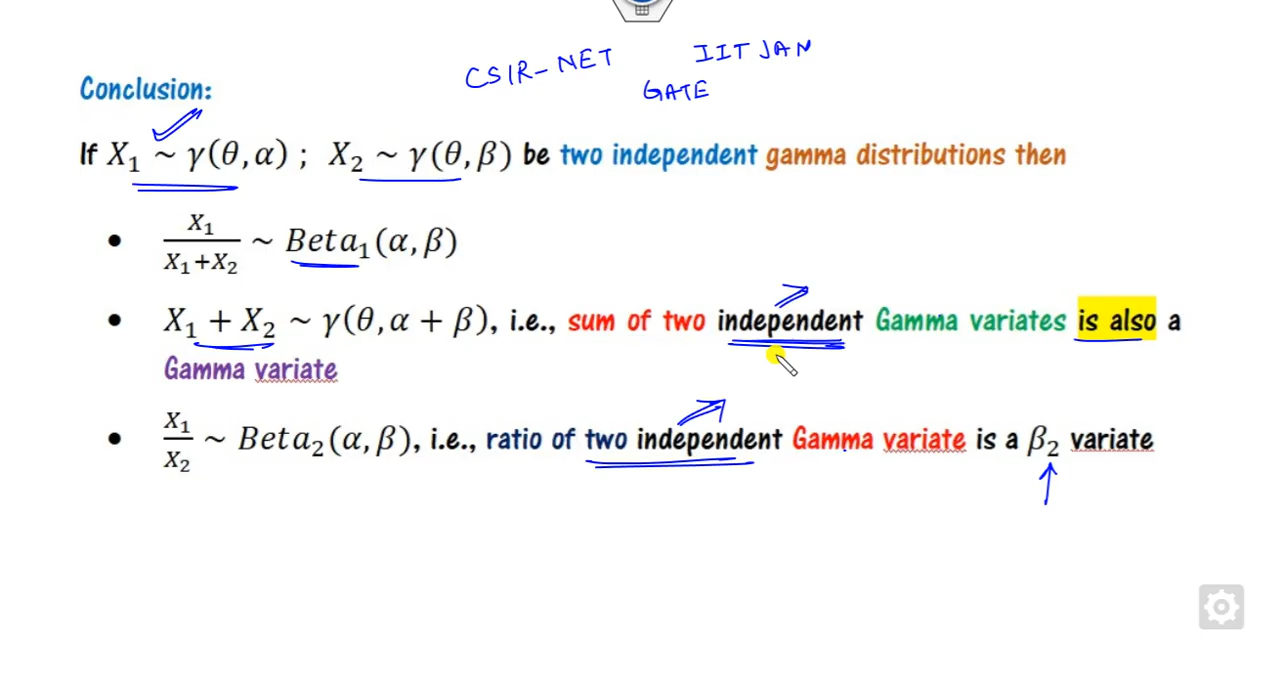 CSIR-NET IIT JAM
GATE
Conclusion:
If X₁ ~ γ(θ, α) ; X₂ ~ γ(θ, β) be two independent gamma distributions then
• X₁/(X₁+X₂) ~ Beta₁(α, β)
• X₁ + X₂ ~ γ(θ, α + β), i.e., sum of two independent Gamma variates is also a
Gamma variate
• X₁/X₂ ~ Beta₂(α, β), i.e., ratio of two independent Gamma variate is a β₂ variate